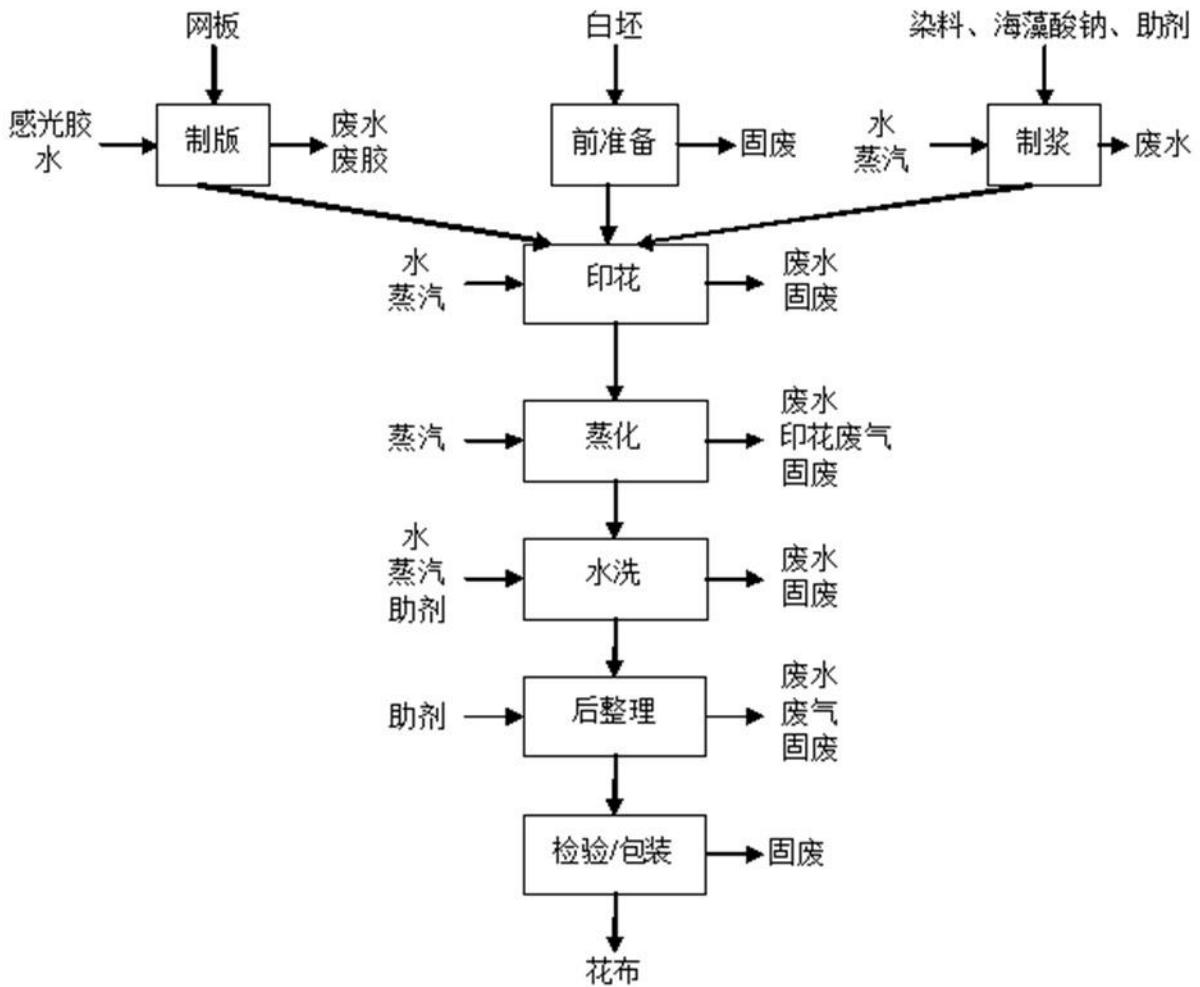 网板
白坯
染料、海藻酸钠、助剂
感光胶
水
制版
废水
废胶
前准备
固废
水
蒸汽
制浆
废水
水
蒸汽
印花
废水
固废
蒸汽
蒸化
废水
印花废气
固废
水
蒸汽
助剂
水洗
废水
固废
助剂
后整理
废水
废气
固废
检验/包装
固废
花布